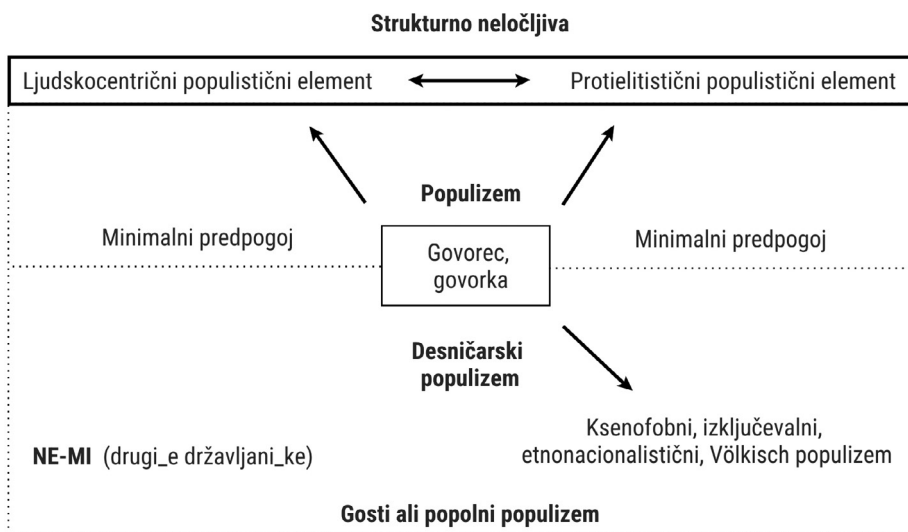 Strukturno neločljiva
Ljudskocentrični populistični element
Protielitistični populistični element
Populizem
Minimalni predpogoj
Minimalni predpogoj
Govorec,
govorka
Desničarski
populizem
NE-MI (drugi_e državljani_ke)
Ksenofobni, izključevalni,
etnonacionalistični, Völkisch populizem
Gosti ali popolni populizem